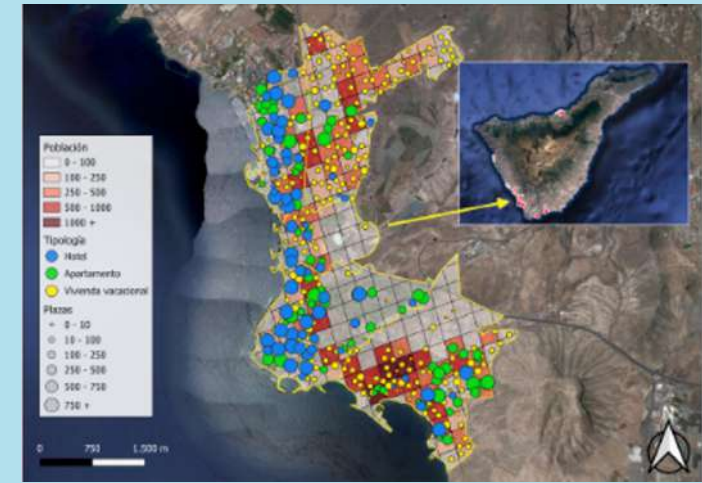 Población
0 - 100
100 - 250
250 - 500
500 - 1000
1000 +
Tipología
Hotel
Apartamento
Vivienda vacacional
Plazas
0 - 10
10 - 100
100 - 250
250 - 500
500 - 750
750 +
0 750 1.500 m
N